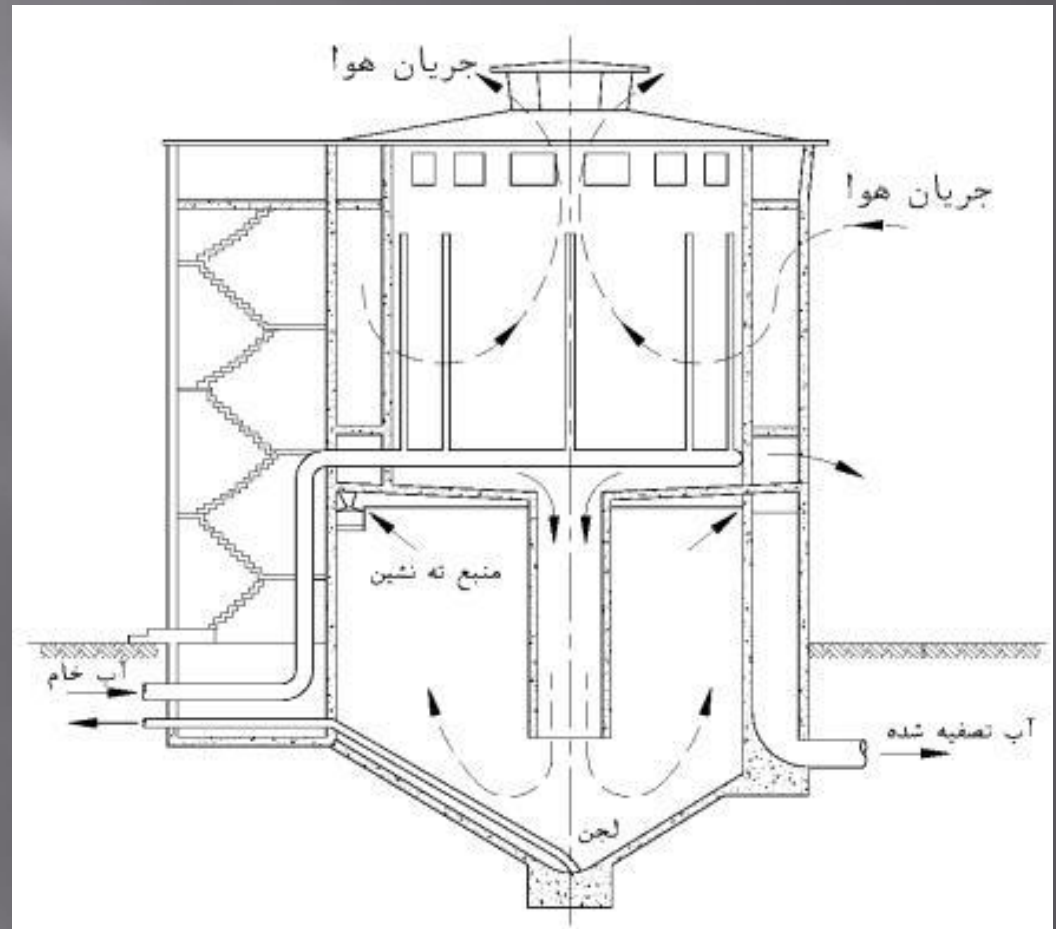 جریان هوا
جریان هوا
منبع ته نشین
آب خام
آب تصفیه شده
لجن